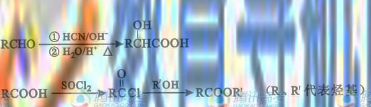 RCHO ① HCN/OH⁻ ② H₂O/H⁺ △ RCHCOOH OH
RCOOH SOCl₂ RCCl O R′OH RCOOR′ (R、R′代表烃基)